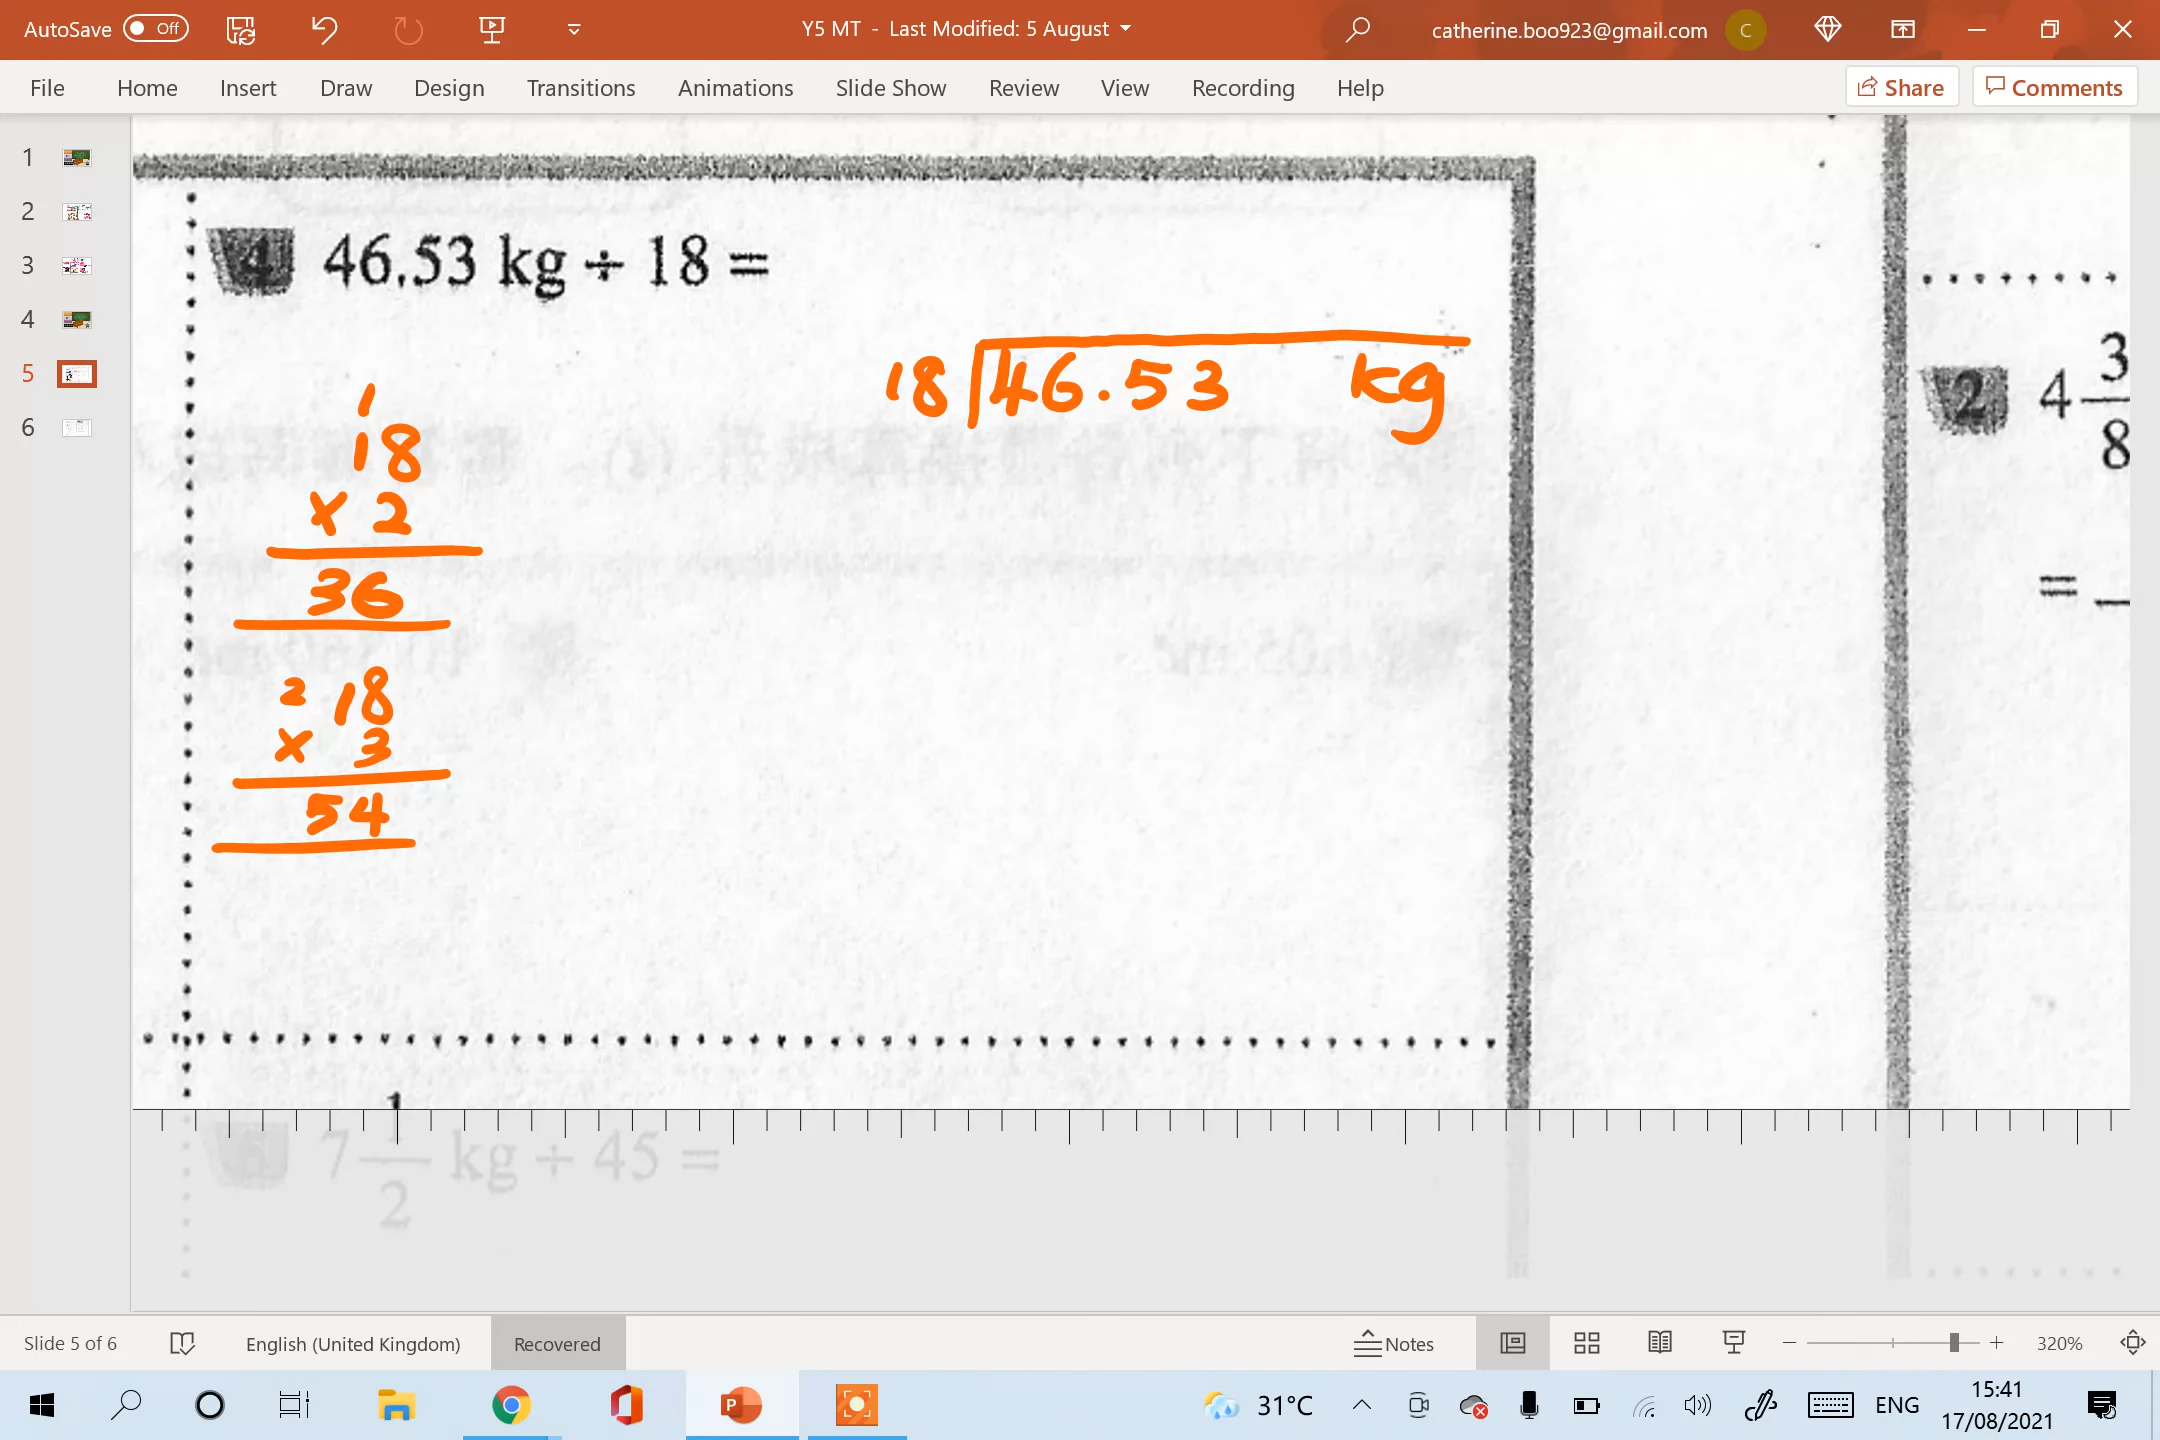 AutoSave Off Y5 MT - Last Modified: 5 August catherine.boo923@gmail.com C
File Home Insert Draw Design Transitions Animations Slide Show Review View Recording Help Share Comments
1
2
3
4
5
6
4 46.53 kg ÷ 18 =
18 46.53 kg
1
18
× 2
36
2 18
× 3
54
2 4 3/8
=
7 1/2 kg ÷ 45 =
Slide 5 of 6 English (United Kingdom) Recovered Notes 320%
P 31°C ENG 15:41
17/08/2021